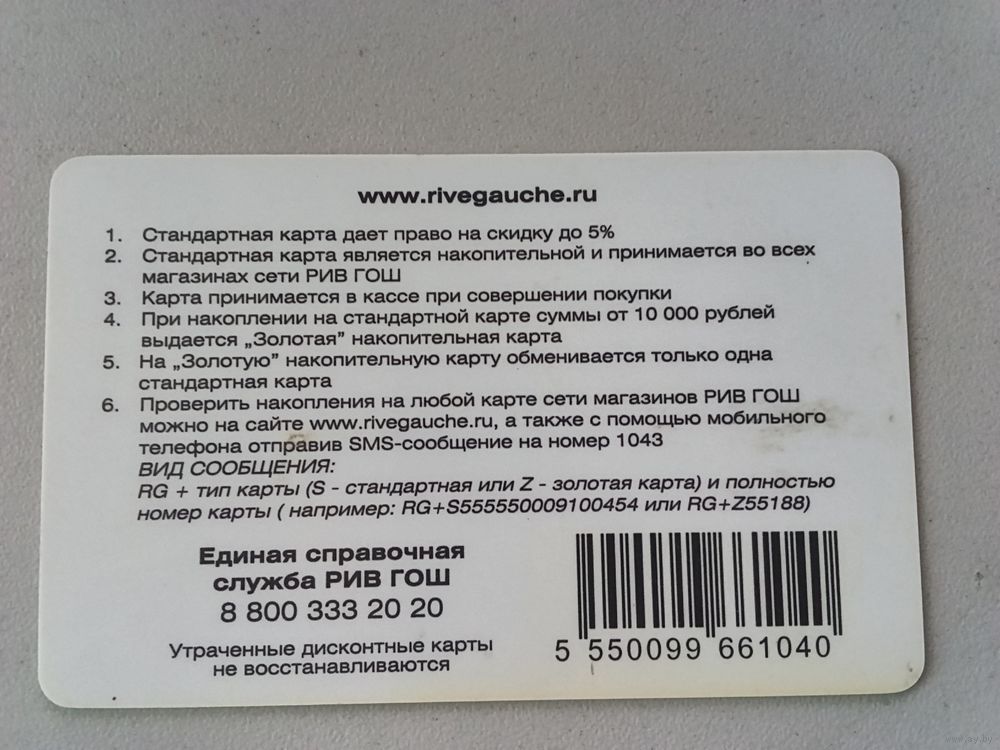 www.rivegauche.ru
1. Стандартная карта дает право на скидку до 5%
2. Стандартная карта является накопительной и принимается во всех
магазинах сети РИВ ГОШ
3. Карта принимается в кассе при совершении покупки
4. При накоплении на стандартной карте суммы от 10 000 рублей
выдается „Золотая” накопительная карта
5. На „Золотую” накопительную карту обменивается только одна
стандартная карта
6. Проверить накопления на любой карте сети магазинов РИВ ГОШ
можно на сайте www.rivegauche.ru, а также с помощью мобильного
телефона отправив SMS-сообщение на номер 1043
ВИД СООБЩЕНИЯ:
RG + тип карты (S - стандартная или Z - золотая карта) и полностью
номер карты ( например: RG+S555550009100454 или RG+Z55188)
Единая справочная
служба РИВ ГОШ
8 800 333 20 20
Утраченные дисконтные карты
не восстанавливаются
5 550099 661040
www.ay.by